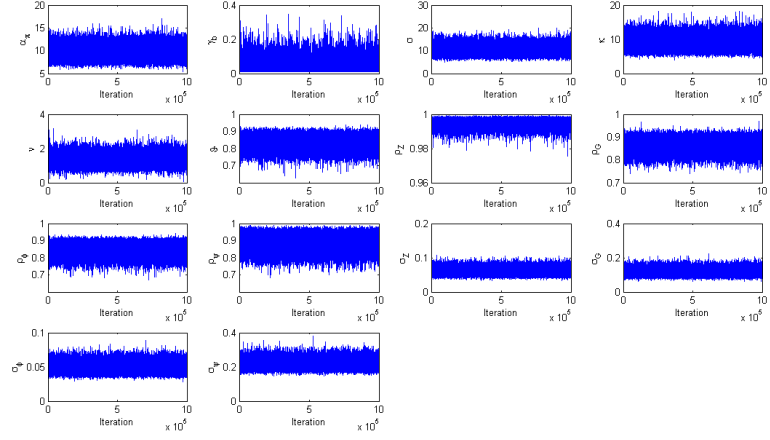 20 0.4 30 20
α_π 15 γ_b 0.2 σ 20 κ 15
10 10 10
5 0 0 5
0 5 10 0 5 10 0 5 10 0 5 10
Iteration x 10^5 Iteration x 10^5 Iteration x 10^5 Iteration x 10^5
4 1 1 1
ν 2 ϑ 0.9 ρ_Z 0.98 ρ_G 0.9
0.8 0.8
0 0.7 0.96 0.7
0 5 10 0 5 10 0 5 10 0 5 10
Iteration x 10^5 Iteration x 10^5 Iteration x 10^5 Iteration x 10^5
1 1 0.2 0.4
ρ_ϕ 0.9 ρ_ψ 0.9 σ_Z 0.1 σ_G 0.2
0.8 0.8
0.7 0.7 0 0
0 5 10 0 5 10 0 5 10 0 5 10
Iteration x 10^5 Iteration x 10^5 Iteration x 10^5 Iteration x 10^5
0.1 0.4
σ_ϕ 0.05 σ_ψ 0.2
0 0
0 5 10 0 5 10
Iteration x 10^5 Iteration x 10^5